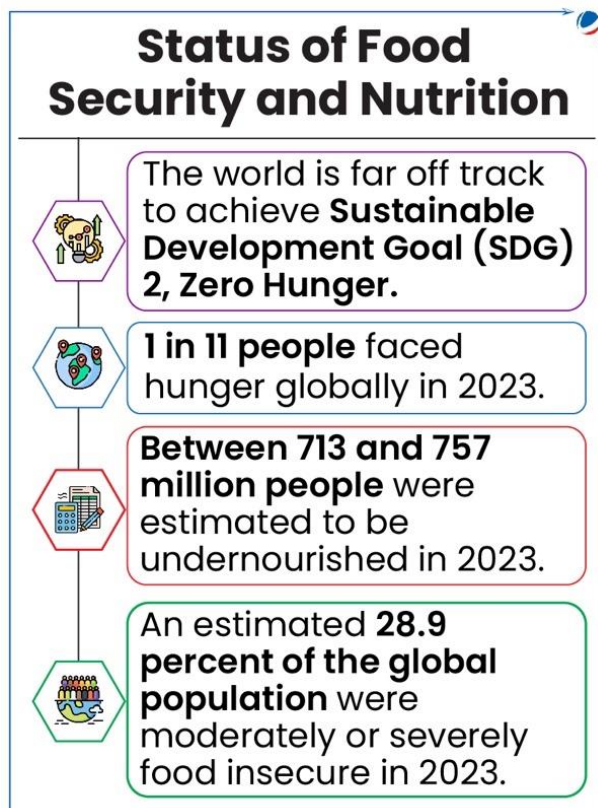 Status of Food
Security and Nutrition
The world is far off track
to achieve Sustainable
Development Goal (SDG)
2, Zero Hunger.
1 in 11 people faced
hunger globally in 2023.
Between 713 and 757
million people were
estimated to be
undernourished in 2023.
An estimated 28.9
percent of the global
population were
moderately or severely
food insecure in 2023.